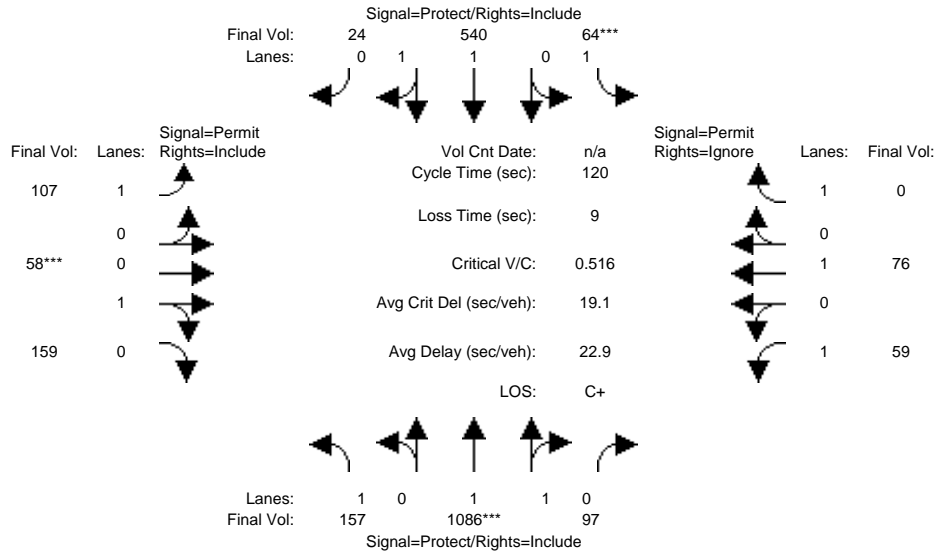 Signal=Protect/Rights=Include
Final Vol: 24 540 64***
Lanes: 0 1 1 0 1
Signal=Permit Signal=Permit
Final Vol: Lanes: Rights=Include Vol Cnt Date: n/a Rights=Ignore Lanes: Final Vol:
Cycle Time (sec): 120
107 1 1 0
Loss Time (sec): 9
0 0
58*** 0 Critical V/C: 0.516 1 76
1 Avg Crit Del (sec/veh): 19.1 0
159 0 Avg Delay (sec/veh): 22.9 1 59
LOS: C+
Lanes: 1 0 1 1 0
Final Vol: 157 1086*** 97
Signal=Protect/Rights=Include